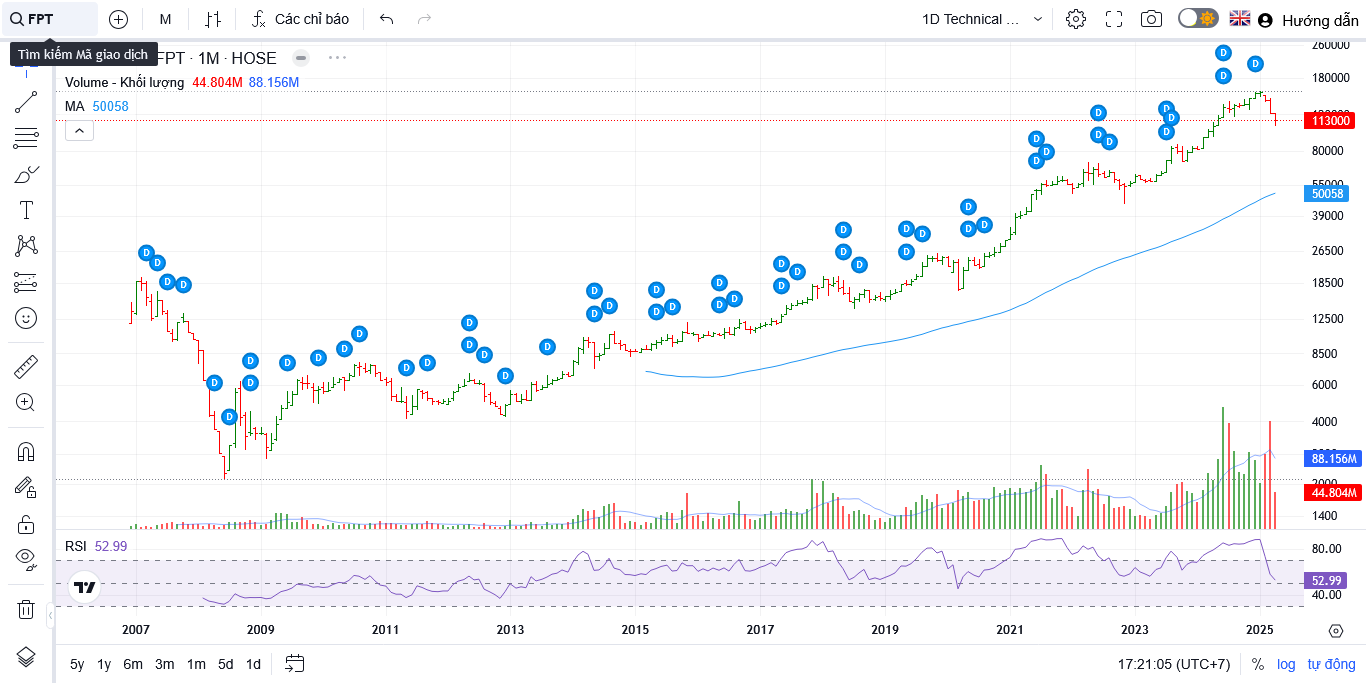 FPT
M
Các chỉ báo
1D Technical ...
Hướng dẫn
Tìm kiếm Mã giao dịch
FPT · 1M · HOSE
Volume - Khối lượng 44.804M 88.156M
MA 50058
260000
180000
113000
80000
55000
50058
39000
26500
18500
12500
8500
6000
4000
88.156M
44.804M
1400
D D D D D D D D D D D D D D D D D D D D D D D D D D D D D D D D D D D D D D D D D D D D D D D D D D D D
RSI 52.99
80.00
52.99
40.00
2007 2009 2011 2013 2015 2017 2019 2021 2023 2025
5y 1y 6m 3m 1m 5d 1d
17:21:05 (UTC+7) % log tự động